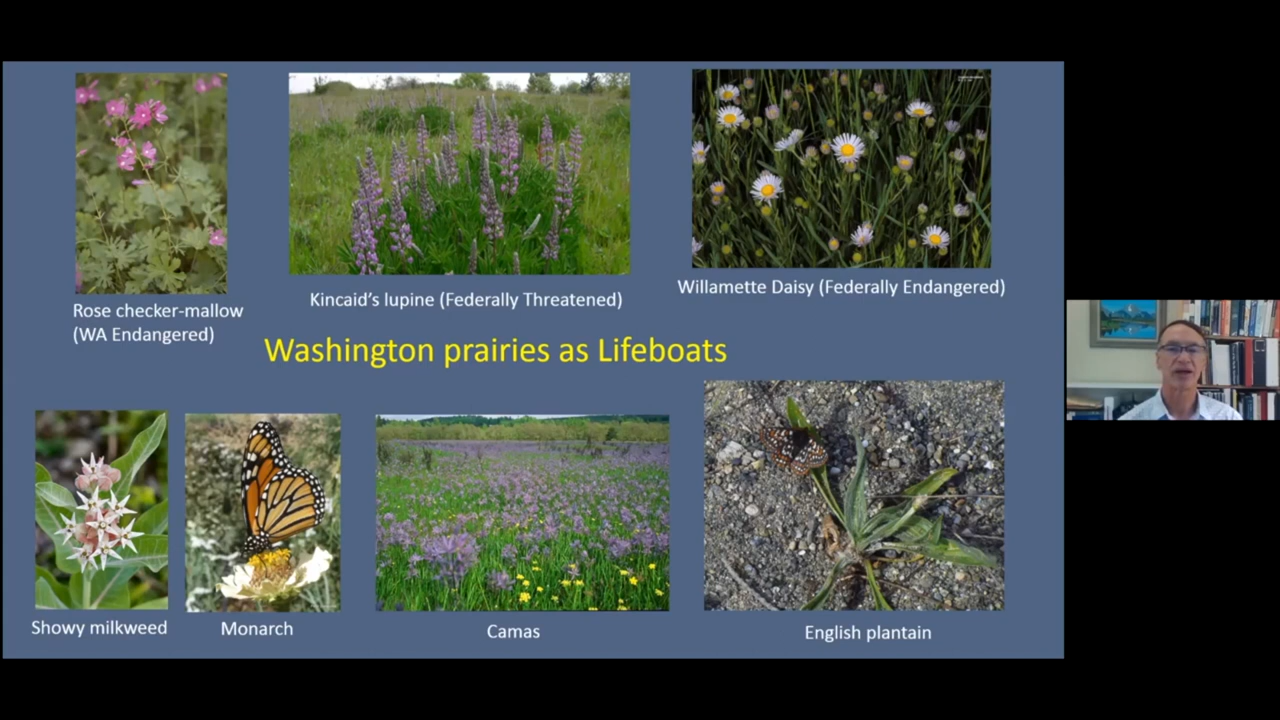 Rose checker-mallow
(WA Endangered)
Kincaid's lupine (Federally Threatened)
Willamette Daisy (Federally Endangered)
Washington prairies as Lifeboats
Showy milkweed
Monarch
Camas
English plantain